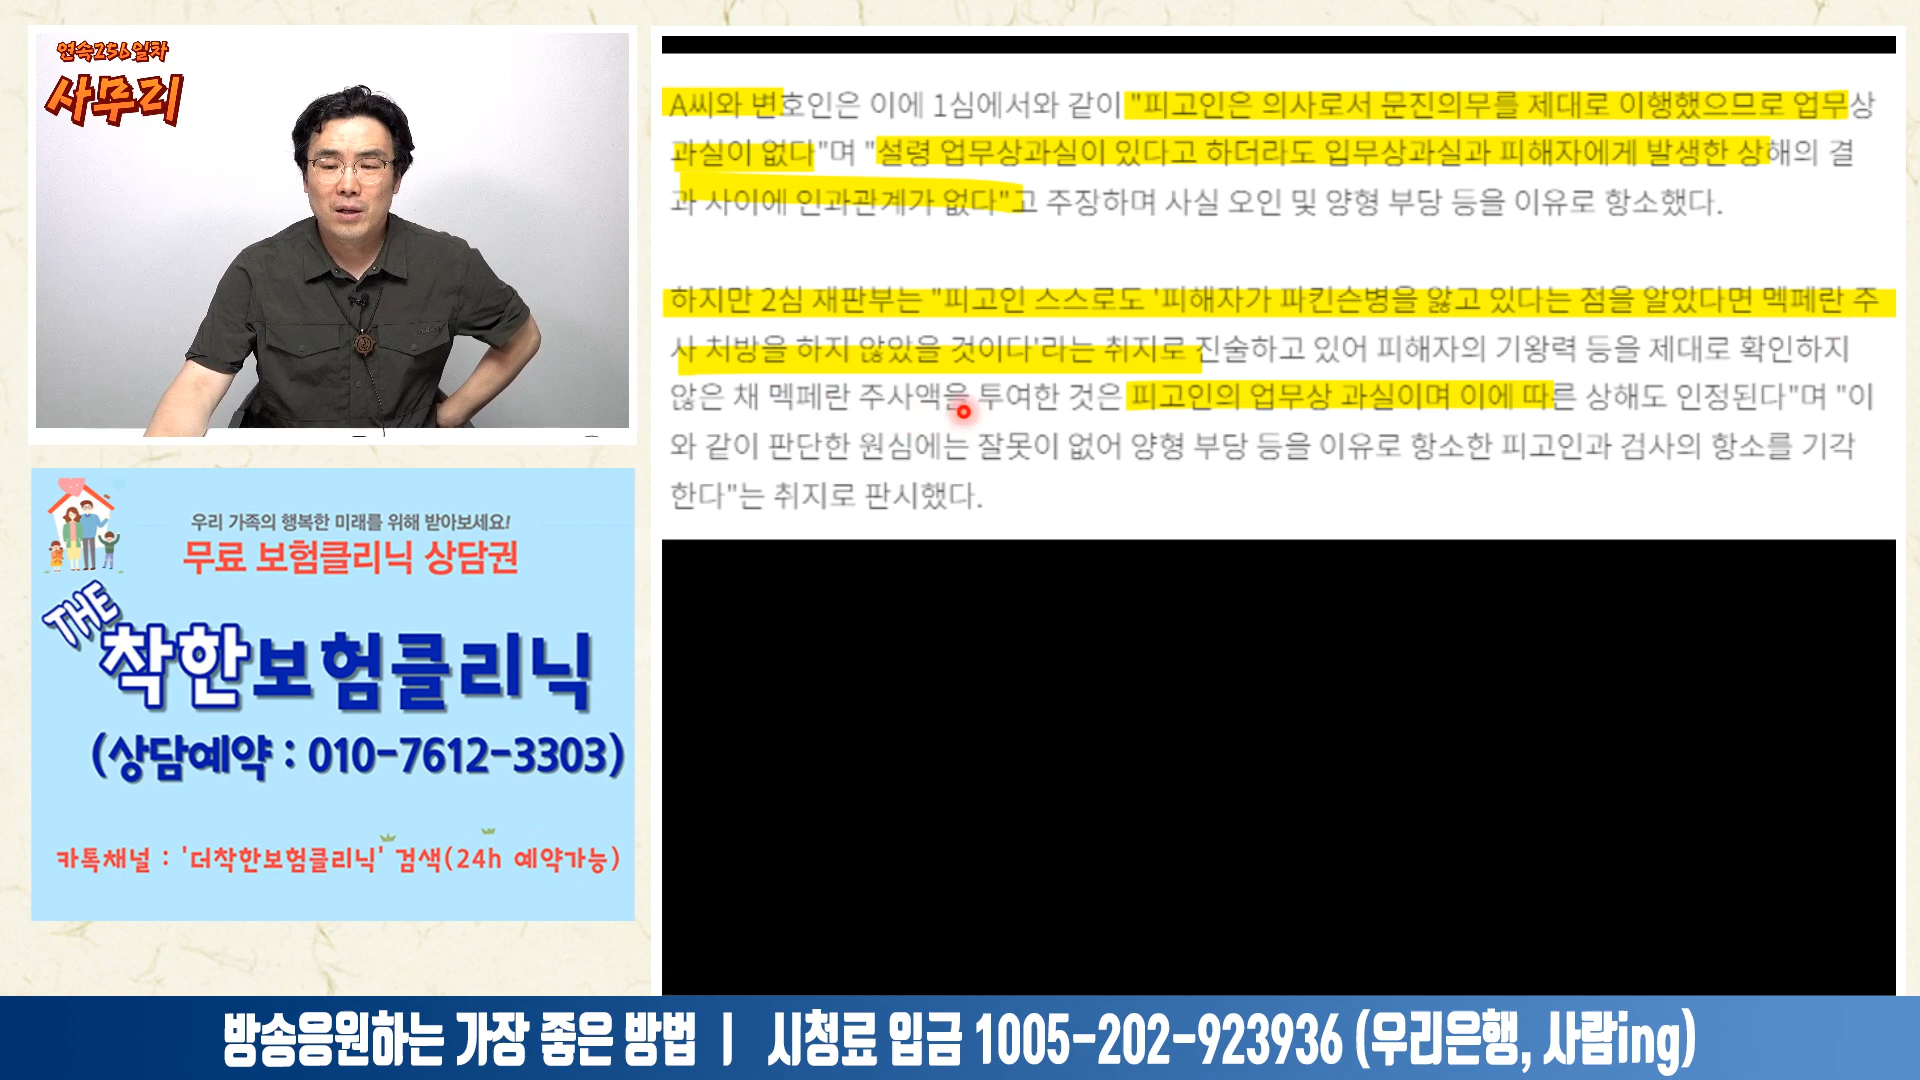 연속256일차
사무리
A씨와 변호인은 이에 1심에서와 같이 "피고인은 의사로서 문진의무를 제대로 이행했으므로 업무상
과실이 없다"며 "설령 업무상과실이 있다고 하더라도 입무상과실과 피해자에게 발생한 상해의 결
과 사이에 인과관계가 없다"고 주장하며 사실 오인 및 양형 부당 등을 이유로 항소했다.
하지만 2심 재판부는 "피고인 스스로도 '피해자가 파킨슨병을 앓고 있다는 점을 알았다면 멕페란 주
사 처방을 하지 않았을 것이다'라는 취지로 진술하고 있어 피해자의 기왕력 등을 제대로 확인하지
않은 채 멕페란 주사액을 투여한 것은 피고인의 업무상 과실이며 이에 따른 상해도 인정된다"며 "이
와 같이 판단한 원심에는 잘못이 없어 양형 부당 등을 이유로 항소한 피고인과 검사의 항소를 기각
한다"는 취지로 판시했다.
우리 가족의 행복한 미래를 위해 받아보세요!
무료 보험클리닉 상담권
THE
착한보험클리닉
(상담예약 : 010-7612-3303)
카톡채널 : '더착한보험클리닉' 검색(24h 예약가능)
방송응원하는 가장 좋은 방법 | 시청료 입금 1005-202-923936 (우리은행, 사람ing)